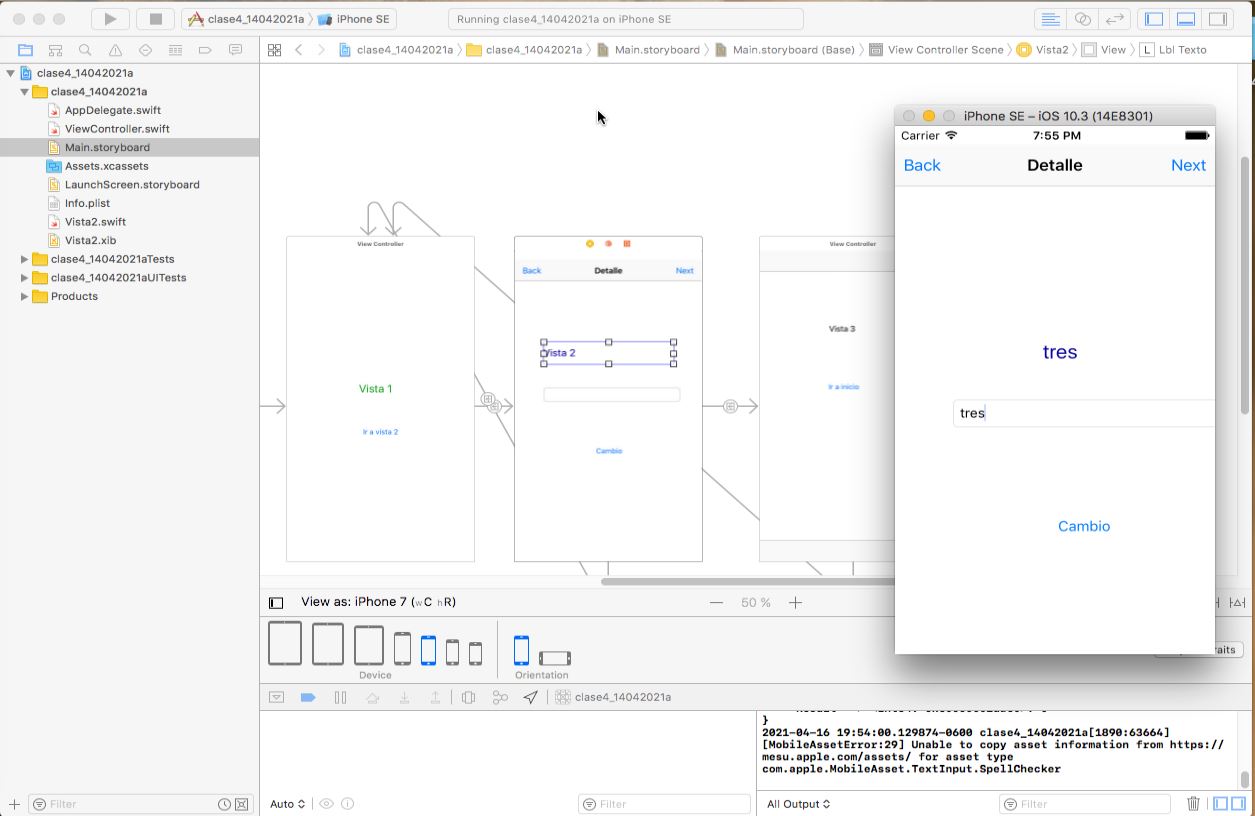 clase4_14042021a 〉 iPhone SE
Running clase4_14042021a on iPhone SE
clase4_14042021a 〉 clase4_14042021a 〉 Main.storyboard 〉 Main.storyboard (Base) 〉 View Controller Scene 〉 Vista2 〉 View 〉 L Lbl Texto
clase4_14042021a
clase4_14042021a
AppDelegate.swift
ViewController.swift
Main.storyboard
Assets.xcassets
LaunchScreen.storyboard
Info.plist
Vista2.swift
Vista2.xib
clase4_14042021aTests
clase4_14042021aUITests
Products
Filter
View Controller
Vista 1
Ir a vista 2
Back Detalle Next
Vista 2
Cambio
View Controller
Vista 3
Ir a inicio
iPhone SE – iOS 10.3 (14E8301)
Carrier 7:55 PM
Back Detalle Next
tres
tres
Cambio
View as: iPhone 7 (wC hR)
50 %
aits
Device
Orientation
clase4_14042021a
}
2021-04-16 19:54:00.129874-0600 clase4_14042021a[1890:63664]
[MobileAssetError:29] Unable to copy asset information from https://
mesu.apple.com/assets/ for asset type
com.apple.MobileAsset.TextInput.SpellChecker
Auto
Filter
All Output
Filter